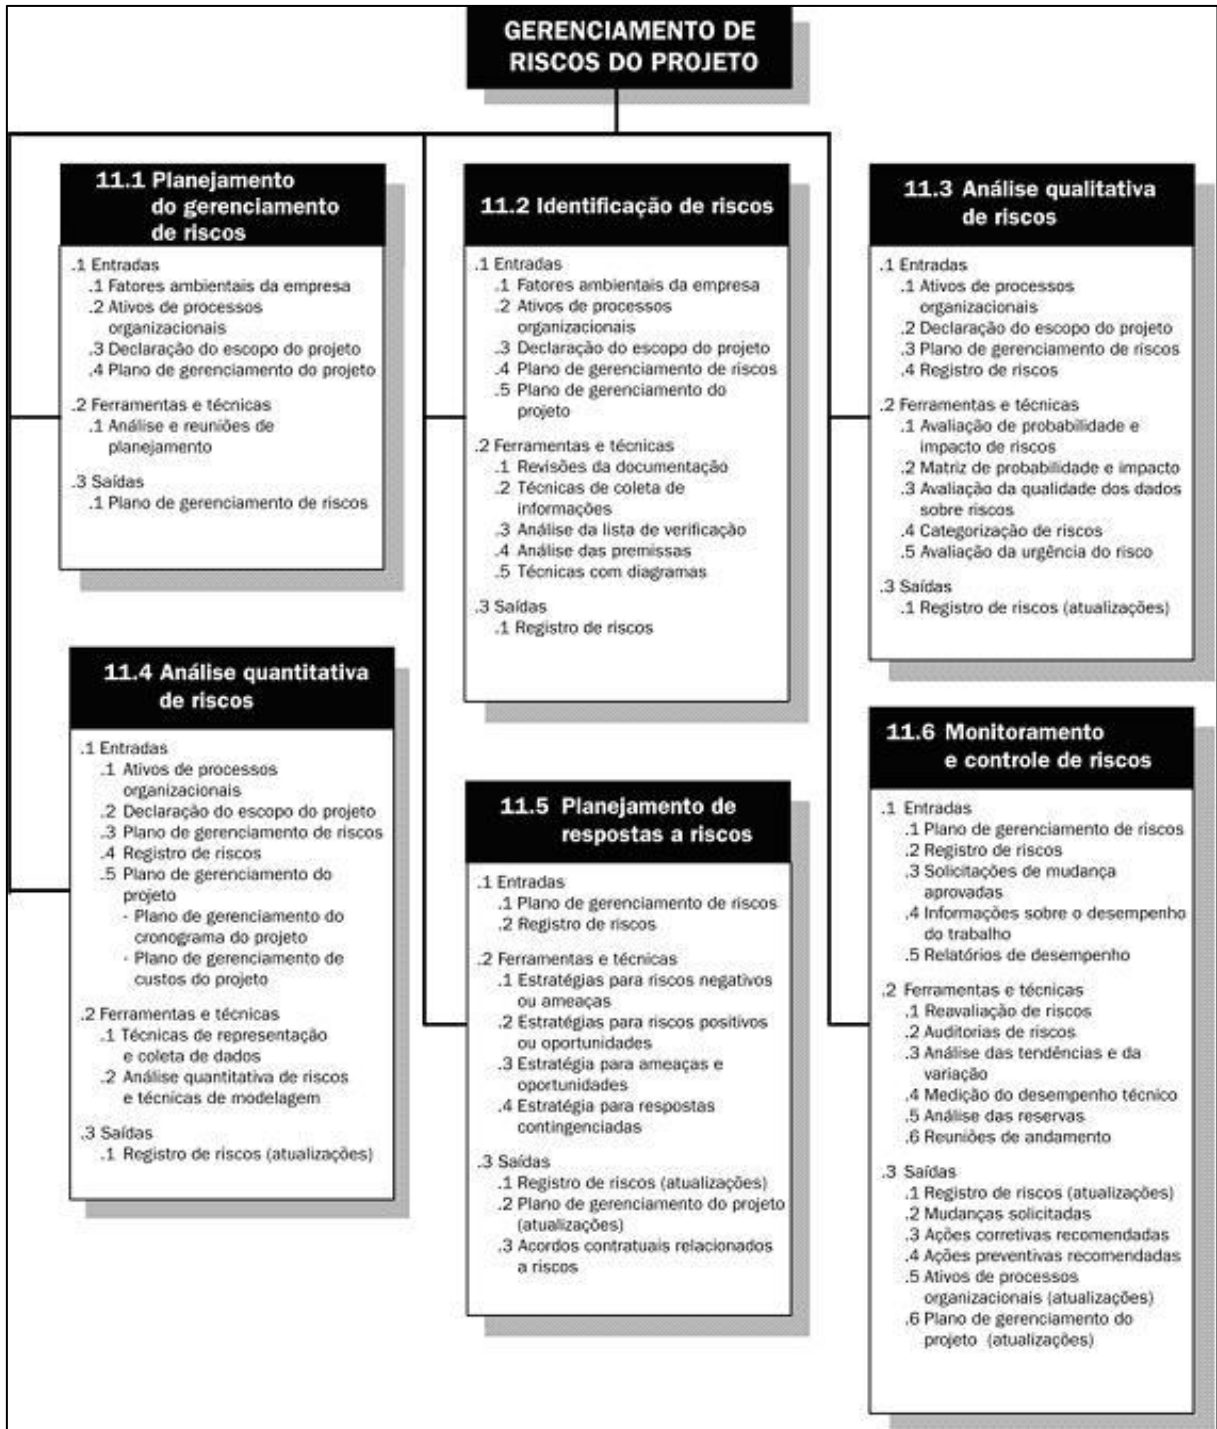 GERENCIAMENTO DE
RISCOS DO PROJETO
11.1 Planejamento
do gerenciamento
de riscos
.1 Entradas
.1 Fatores ambientais da empresa
.2 Ativos de processos
organizacionais
.3 Declaração do escopo do projeto
.4 Plano de gerenciamento do projeto
.2 Ferramentas e técnicas
.1 Análise e reuniões de
planejamento
.3 Saídas
.1 Plano de gerenciamento de riscos
11.2 Identificação de riscos
.1 Entradas
.1 Fatores ambientais da empresa
.2 Ativos de processos
organizacionais
.3 Declaração do escopo do projeto
.4 Plano de gerenciamento de riscos
.5 Plano de gerenciamento do
projeto
.2 Ferramentas e técnicas
.1 Revisões da documentação
.2 Técnicas de coleta de
informações
.3 Análise da lista de verificação
.4 Análise das premissas
.5 Técnicas com diagramas
.3 Saídas
.1 Registro de riscos
11.3 Análise qualitativa
de riscos
.1 Entradas
.1 Ativos de processos
organizacionais
.2 Declaração do escopo do projeto
.3 Plano de gerenciamento de riscos
.4 Registro de riscos
.2 Ferramentas e técnicas
.1 Avaliação de probabilidade e
impacto de riscos
.2 Matriz de probabilidade e impacto
.3 Avaliação da qualidade dos dados
sobre riscos
.4 Categorização de riscos
.5 Avaliação da urgência do risco
.3 Saídas
.1 Registro de riscos (atualizações)
11.4 Análise quantitativa
de riscos
.1 Entradas
.1 Ativos de processos
organizacionais
.2 Declaração do escopo do projeto
.3 Plano de gerenciamento de riscos
.4 Registro de riscos
.5 Plano de gerenciamento do
projeto
- Plano de gerenciamento do
cronograma do projeto
- Plano de gerenciamento de
custos do projeto
.2 Ferramentas e técnicas
.1 Técnicas de representação
e coleta de dados
.2 Análise quantitativa de riscos
e técnicas de modelagem
.3 Saídas
.1 Registro de riscos (atualizações)
11.5 Planejamento de
respostas a riscos
.1 Entradas
.1 Plano de gerenciamento de riscos
.2 Registro de riscos
.2 Ferramentas e técnicas
.1 Estratégias para riscos negativos
ou ameaças
.2 Estratégias para riscos positivos
ou oportunidades
.3 Estratégia para ameaças e
oportunidades
.4 Estratégia para respostas
contingenciadas
.3 Saídas
.1 Registro de riscos (atualizações)
.2 Plano de gerenciamento do projeto
(atualizações)
.3 Acordos contratuais relacionados
a riscos
11.6 Monitoramento
e controle de riscos
.1 Entradas
.1 Plano de gerenciamento de riscos
.2 Registro de riscos
.3 Solicitações de mudança
aprovadas
.4 Informações sobre o desempenho
do trabalho
.5 Relatórios de desempenho
.2 Ferramentas e técnicas
.1 Reavaliação de riscos
.2 Auditorias de riscos
.3 Análise das tendências e da
variação
.4 Medição do desempenho técnico
.5 Análise das reservas
.6 Reuniões de andamento
.3 Saídas
.1 Registro de riscos (atualizações)
.2 Mudanças solicitadas
.3 Ações corretivas recomendadas
.4 Ações preventivas recomendadas
.5 Ativos de processos
organizacionais (atualizações)
.6 Plano de gerenciamento do
projeto (atualizações)